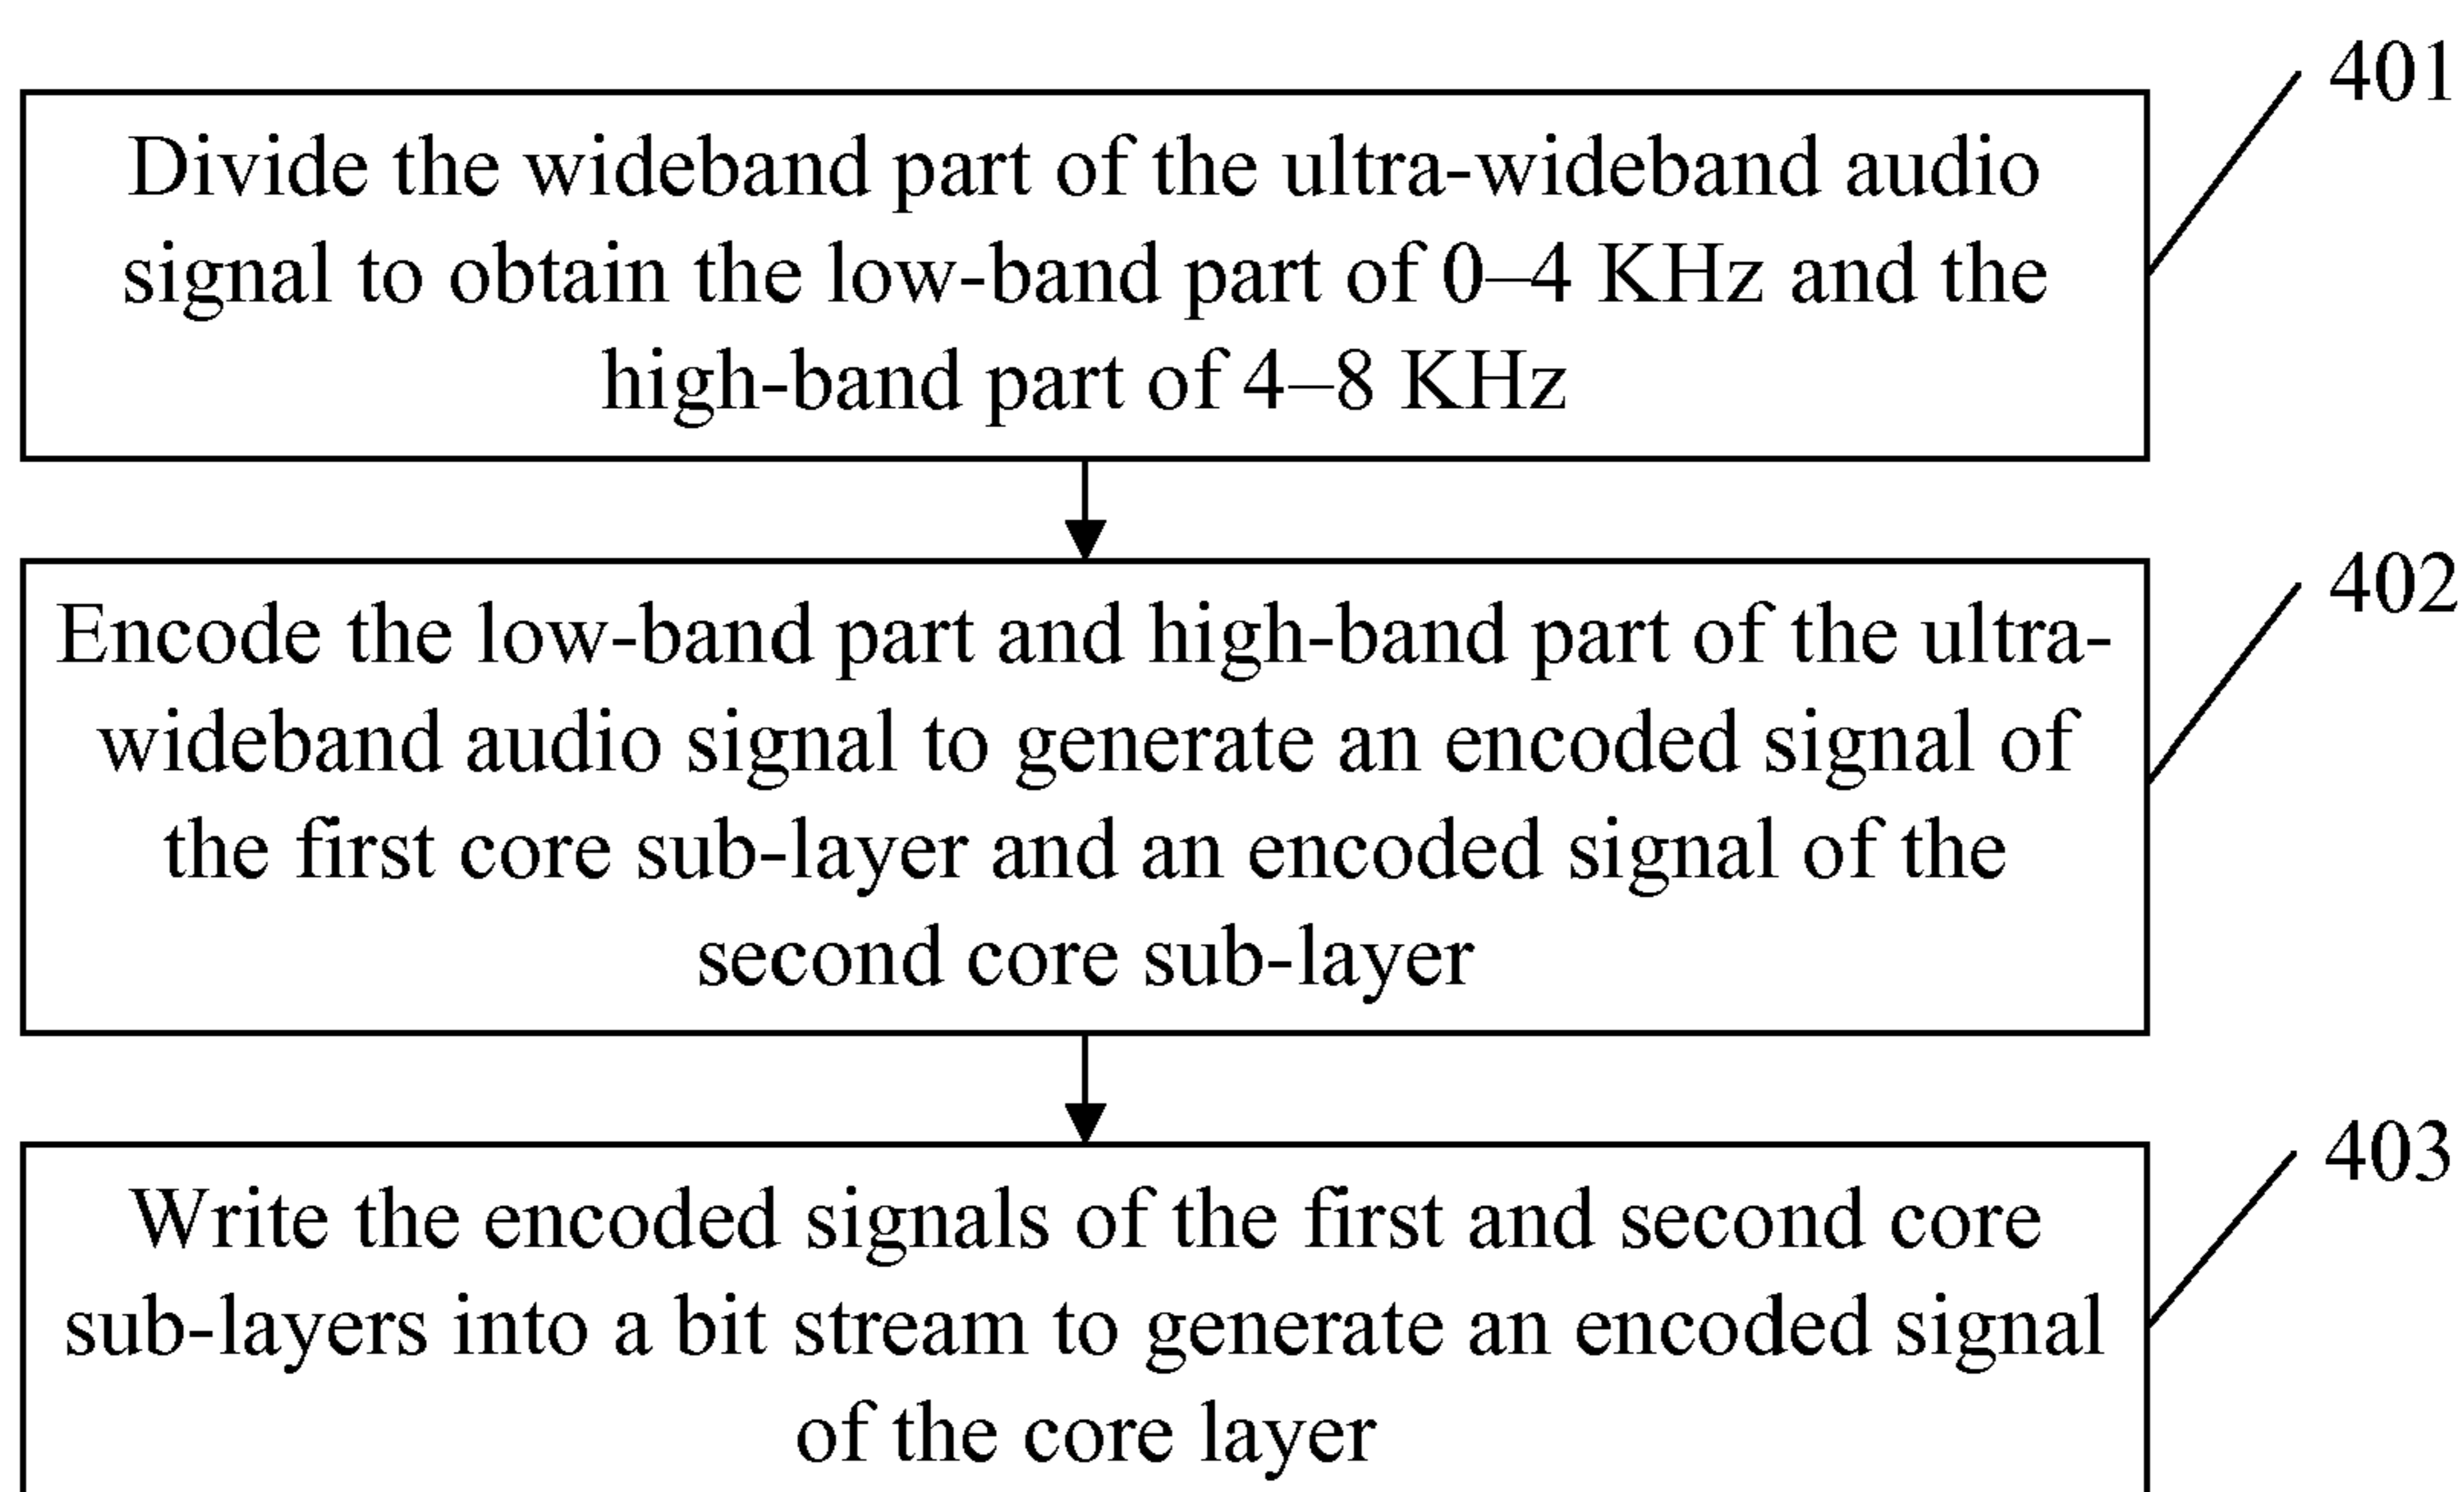 401
Divide the wideband part of the ultra-wideband audio
signal to obtain the low-band part of 0–4 KHz and the
high-band part of 4–8 KHz
402
Encode the low-band part and high-band part of the ultra-
wideband audio signal to generate an encoded signal of
the first core sub-layer and an encoded signal of the
second core sub-layer
403
Write the encoded signals of the first and second core
sub-layers into a bit stream to generate an encoded signal
of the core layer